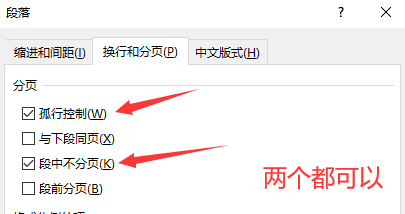 段落
? ×
缩进和间距(I) 换行和分页(P) 中文版式(H)
分页
孤行控制(W)
与下段同页(X)
段中不分页(K)
段前分页(B)
两个都可以